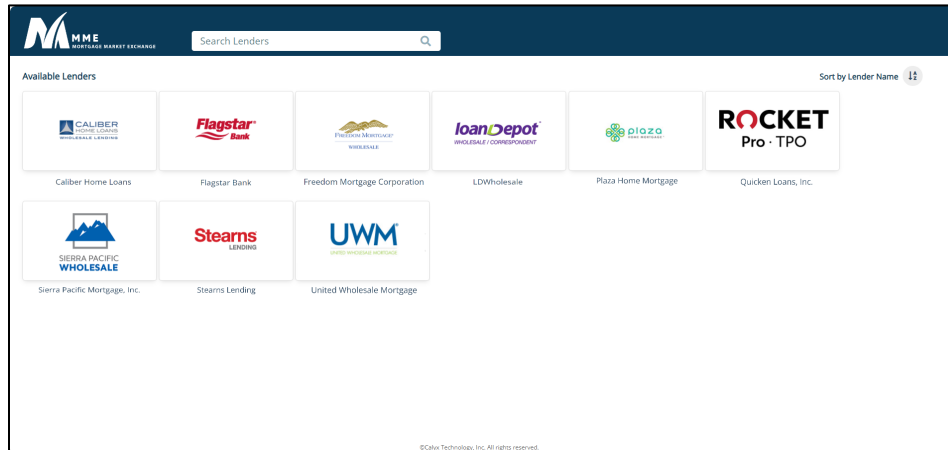 MME
MORTGAGE MARKET EXCHANGE
Search Lenders
Available Lenders
Sort by Lender Name
CALIBER
HOME LOANS
WHOLESALE LENDING
Flagstar®
Bank
FREEDOM MORTGAGE®
WHOLESALE
loanDepot
WHOLESALE / CORRESPONDENT
plaza
HOME MORTGAGE
ROCKET
Pro · TPO
Caliber Home Loans
Flagstar Bank
Freedom Mortgage Corporation
LDWholesale
Plaza Home Mortgage
Quicken Loans, Inc.
SIERRA PACIFIC
WHOLESALE
Stearns
LENDING
UWM
UNITED WHOLESALE MORTGAGE
Sierra Pacific Mortgage, Inc.
Stearns Lending
United Wholesale Mortgage
©Calyx Technology, Inc. All rights reserved.